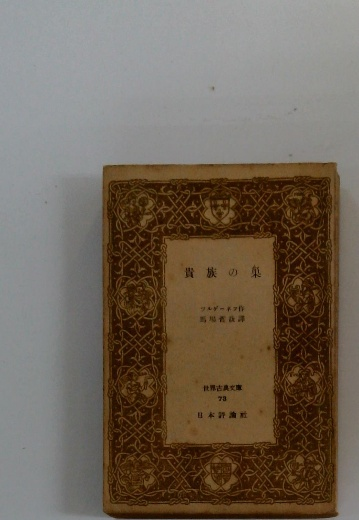 貴族の巣
ツルゲーネフ作
馬場哲哉譯
世界古典文庫
73
日本評論社